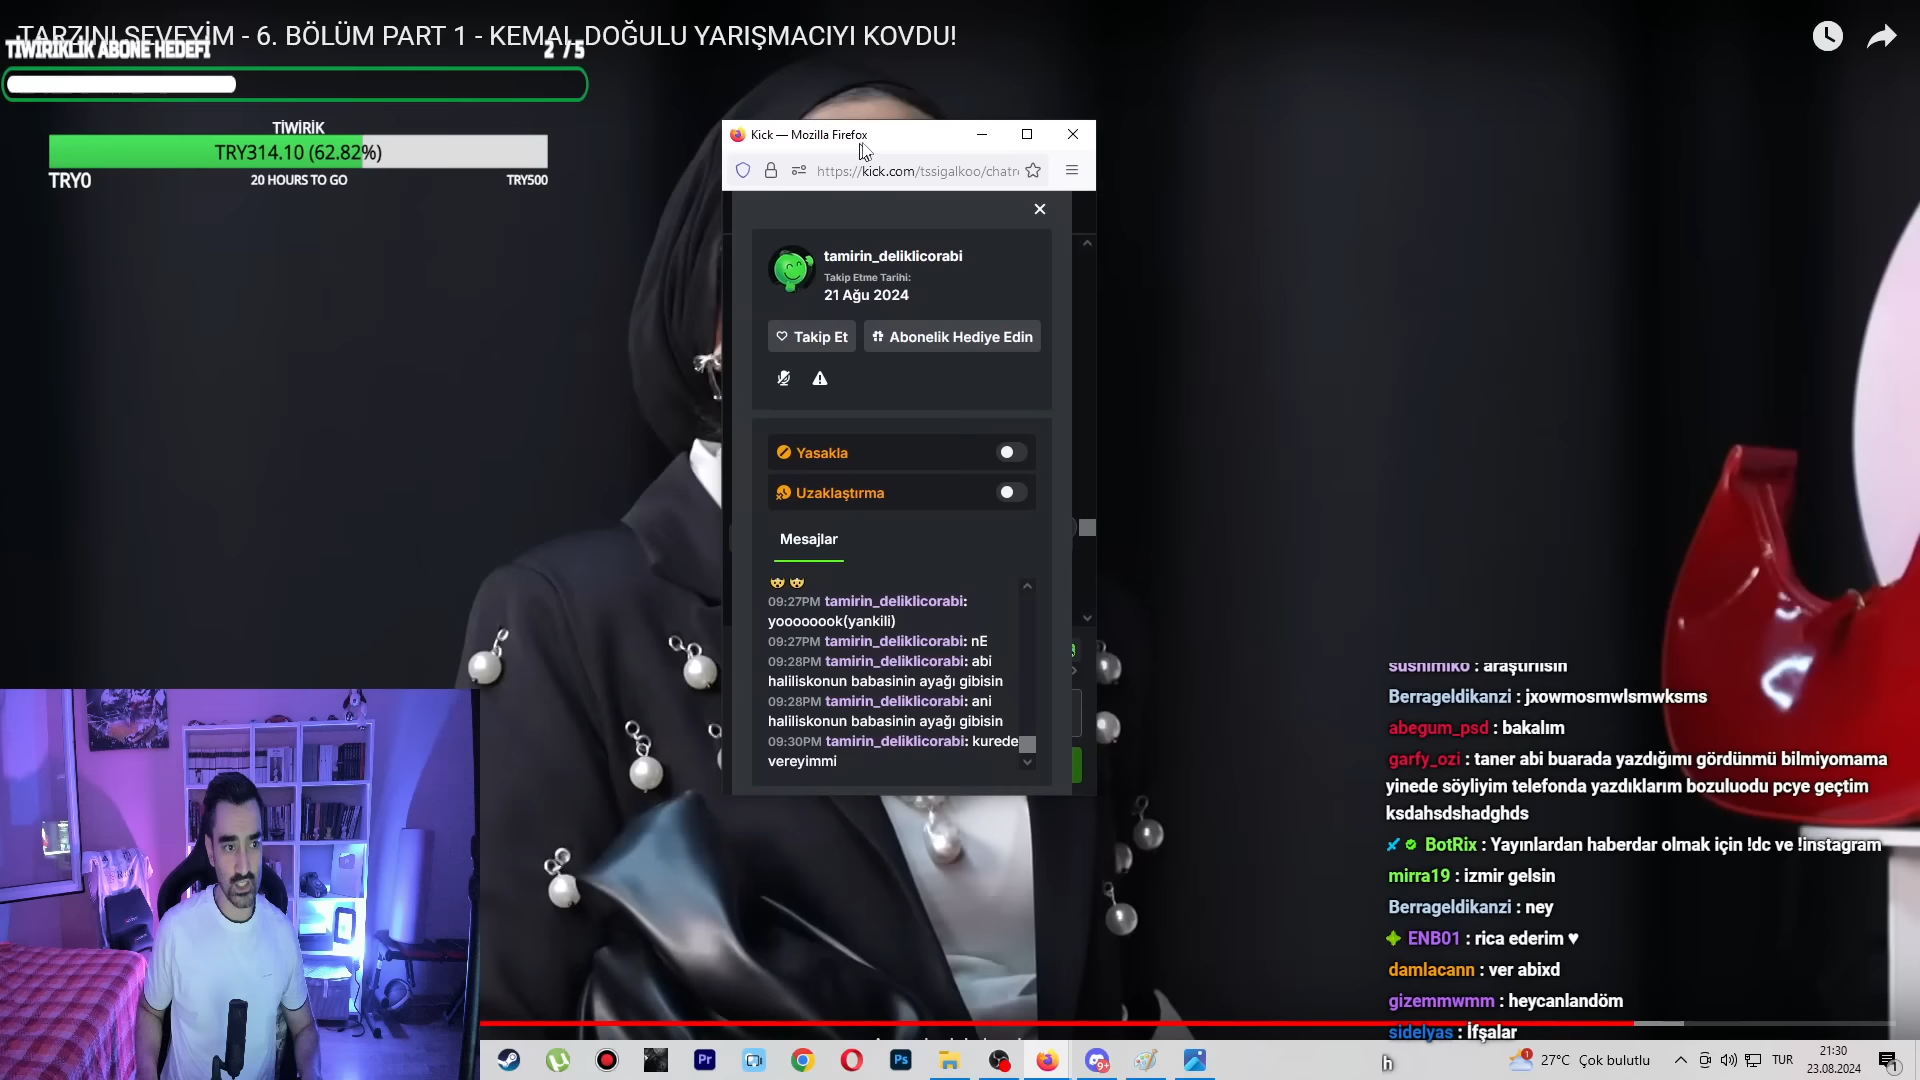 TARZINI SEVEYİM - 6. BÖLÜM PART 1 - KEMAL DOĞULU YARIŞMACIYI KOVDU!
TİWİRİKLİK ABONE HEDEFİ
2 / 5
TİWİRİK
TRY314.10 (62.82%)
TRY0
20 HOURS TO GO
TRY500
Kick — Mozilla Firefox
https://kick.com/tssigalkoo/chatr
tamirin_deliklicorabi
Takip Etme Tarihi:
21 Ağu 2024
Takip Et
Abonelik Hediye Edin
Yasakla
Uzaklaştırma
Mesajlar
09:27PM tamirin_deliklicorabi:
yoooooook(yankili)
09:27PM tamirin_deliklicorabi: nE
09:28PM tamirin_deliklicorabi: abi
haliliskonun babasinin ayağı gibisin
09:28PM tamirin_deliklicorabi: ani
haliliskonun babasinin ayağı gibisin
09:30PM tamirin_deliklicorabi: kurede
vereyimmi
sushimiko : araştırılsın
Berrageldikanzi : jxowmosmwlsmwksms
abegum_psd : bakalım
garfy_ozi : taner abi buarada yazdığımı gördünmü bilmiyomama
yinede söyliyim telefonda yazdıklarım bozuluodu pcye geçtim
ksdahsdshadghds
BotRix : Yayınlardan haberdar olmak için !dc ve !instagram
mirra19 : izmir gelsin
Berrageldikanzi : ney
ENB01 : rica ederim ♥
damlacann : ver abixd
gizemmwmm : heycanlandöm
sidelyas : İfşalar
h
Pr
Ps
9+
1
27°C Çok bulutlu
TUR
21:30
23.08.2024
1